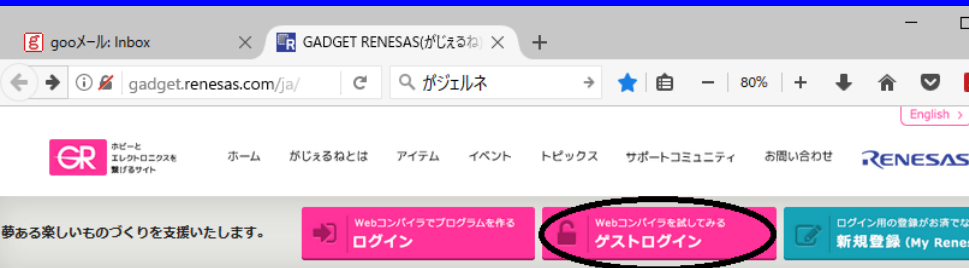 gooメール: Inbox
GADGET RENESAS(がじぇるね)
gadget.renesas.com/ja/
がジェルネ
80%
English >
GR
ホビーと
エレクトロニクスを
繋げるサイト
ホーム がじぇるねとは アイテム イベント トピックス サポートコミュニティ お問い合わせ
RENESAS
夢ある楽しいものづくりを支援いたします。
Webコンパイラでプログラムを作る
ログイン
Webコンパイラを試してみる
ゲストログイン
ログイン用の登録がお済でな
新規登録 (My Renes